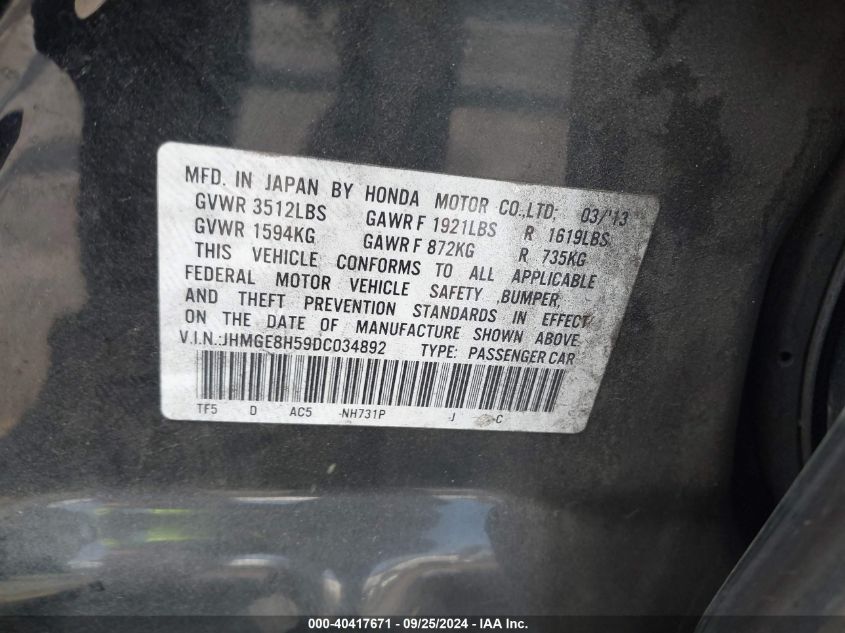 MFD. IN JAPAN BY HONDA MOTOR CO.,LTD; 03/'13
GVWR 3512LBS GAWR F 1921LBS R 1619LBS
GVWR 1594KG GAWR F 872KG R 735KG
THIS VEHICLE CONFORMS TO ALL APPLICABLE
FEDERAL MOTOR VEHICLE SAFETY ,BUMPER,
AND THEFT PREVENTION STANDARDS IN EFFECT
ON THE DATE OF MANUFACTURE SHOWN ABOVE.
V.I.N.:JHMGE8H59DC034892 TYPE: PASSENGER CAR
TF5 D AC5 -NH731P -J -C
000-40417671 - 09/25/2024 - IAA Inc.